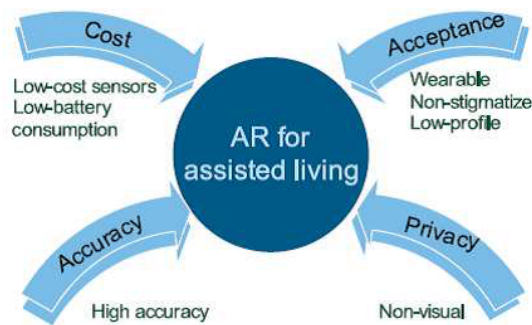 Cost
Low-cost sensors
Low-battery
consumption
Acceptance
Wearable
Non-stigmatize
Low-profile
AR for
assisted living
Accuracy
High accuracy
Privacy
Non-visual